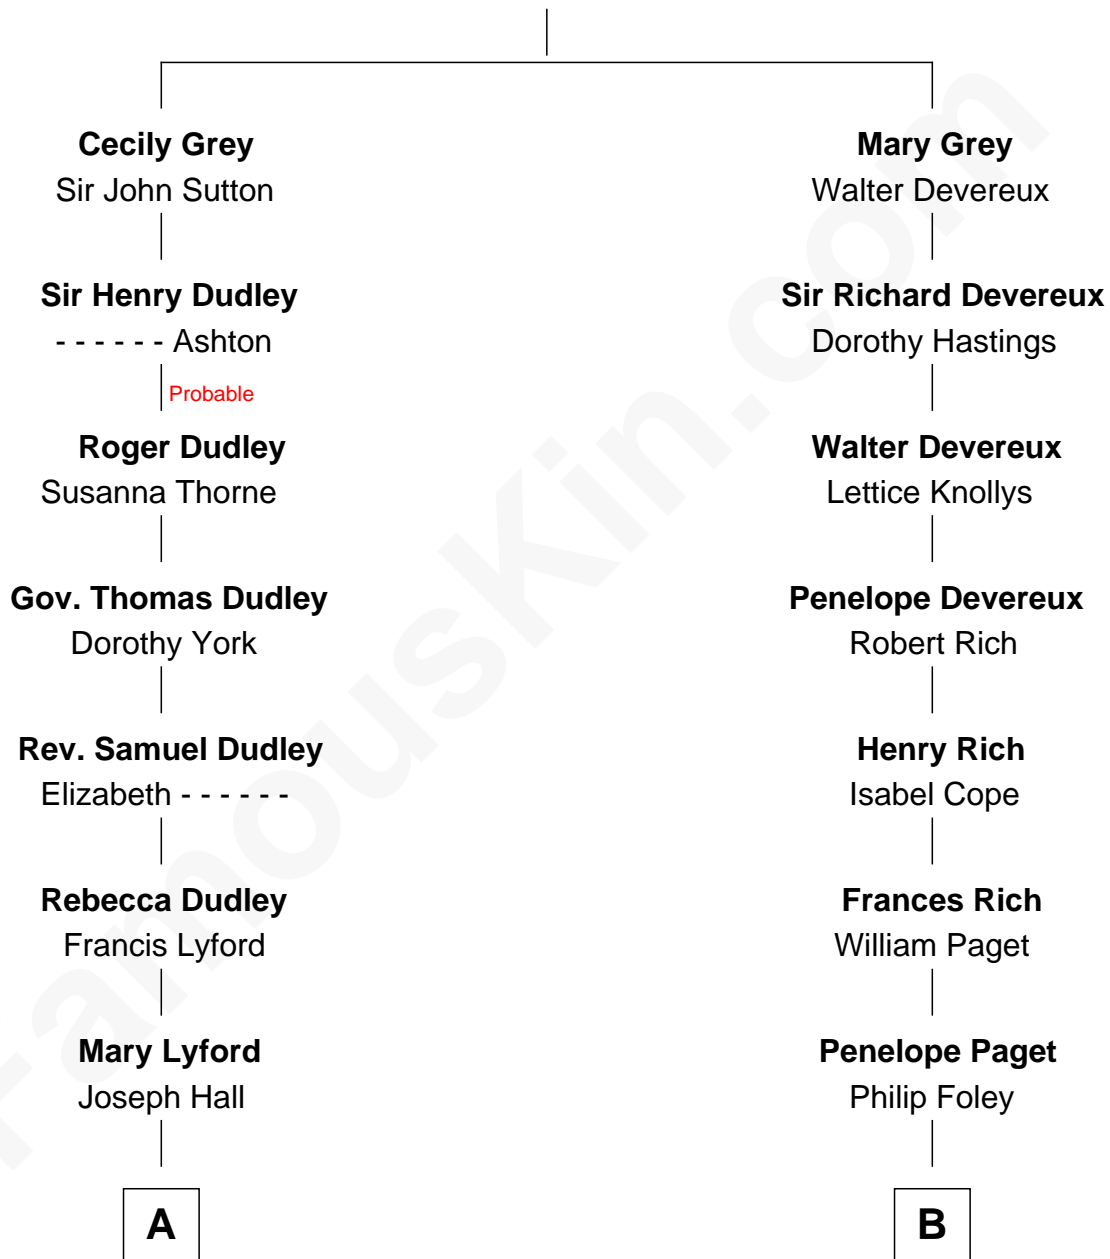 Cecily Grey
Sir John Sutton
Sir Henry Dudley
- - - - - - Ashton
Probable
Roger Dudley
Susanna Thorne
Gov. Thomas Dudley
Dorothy York
Rev. Samuel Dudley
Elizabeth - - - - - -
Rebecca Dudley
Francis Lyford
Mary Lyford
Joseph Hall
A
Mary Grey
Walter Devereux
Sir Richard Devereux
Dorothy Hastings
Walter Devereux
Lettice Knollys
Penelope Devereux
Robert Rich
Henry Rich
Isabel Cope
Frances Rich
William Paget
Penelope Paget
Philip Foley
B
FamousKin.com